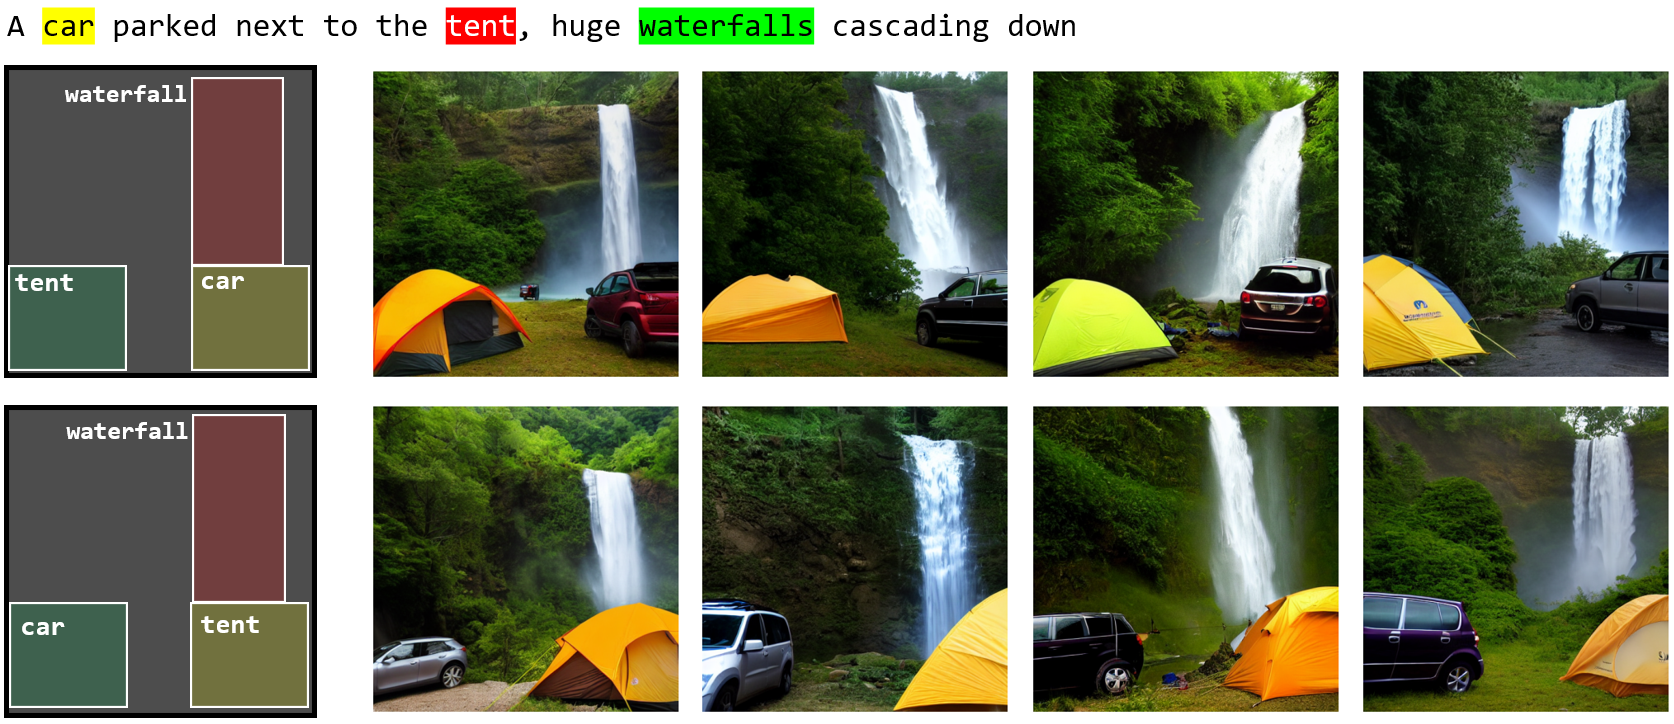 A car parked next to the tent, huge waterfalls cascading down
waterfall
tent
car
waterfall
car
tent